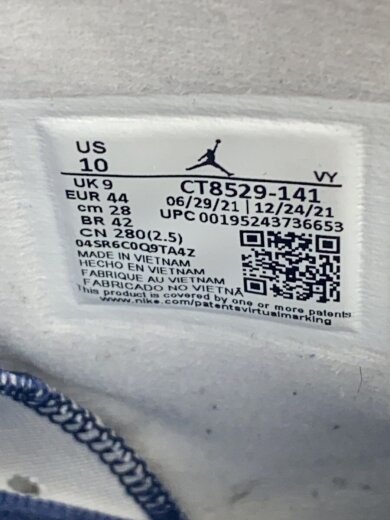 US
10
VY
UK 9
CT8529-141
EUR 44
06/29/21 | 12/24/21
cm 28
UPC 00195243736653
BR 42
CN 280(2.5)
04SR6C0Q9TA4Z
MADE IN VIETNAM
HECHO EN VIETNAM
FABRIQUE AU VIETNAM
FABRICADO NO VIETNÃ
This product is covered by one or more patents
www.nike.com/patentsvirtualmarking